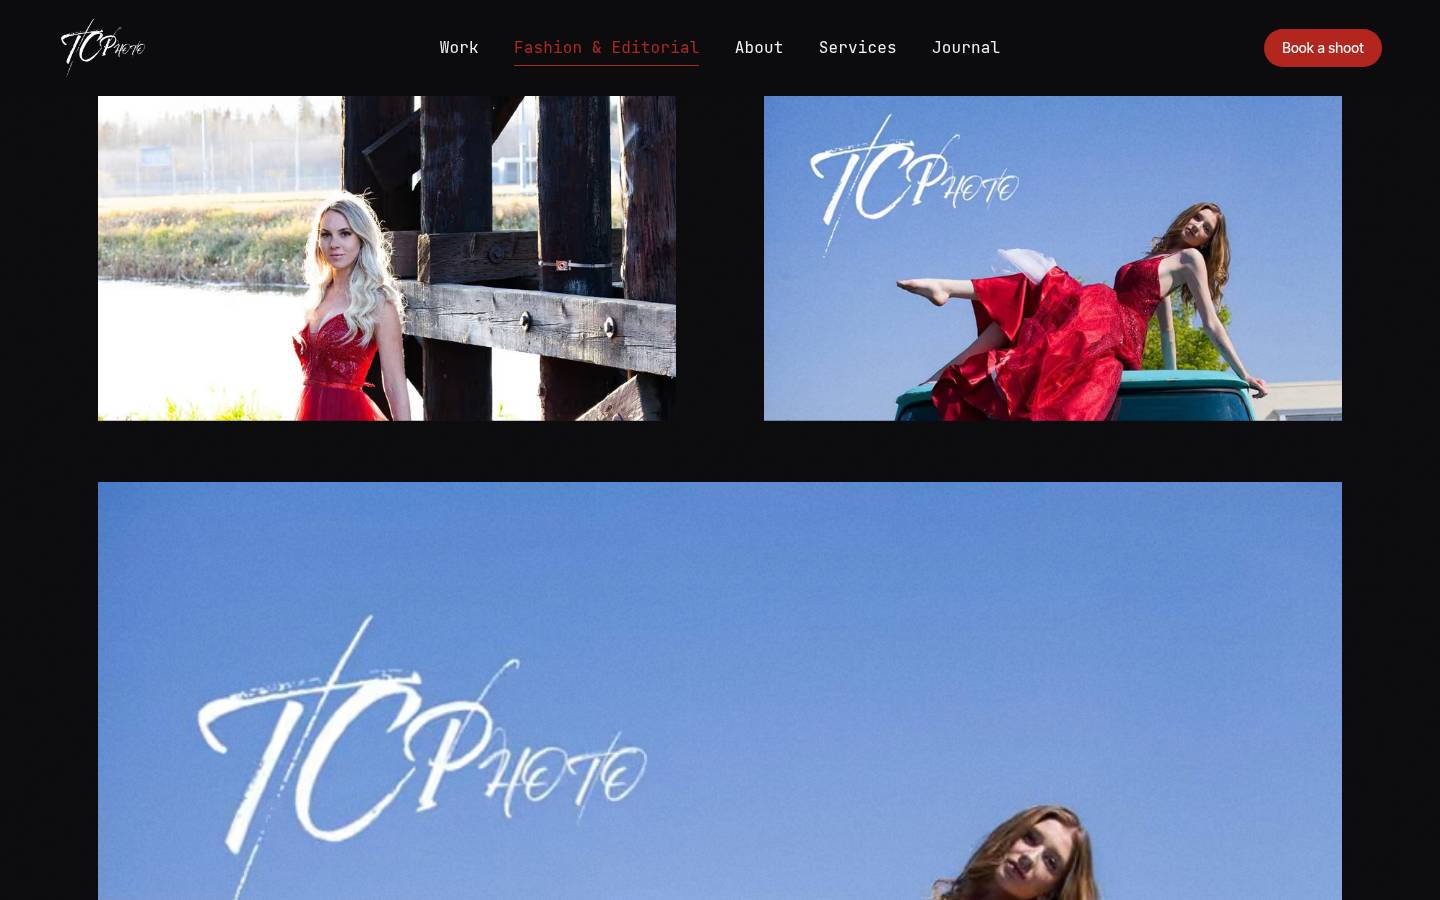 TCPHOTO
Work
Fashion & Editorial
About
Services
Journal
Book a shoot
TCPHOTO
TCPHOTO